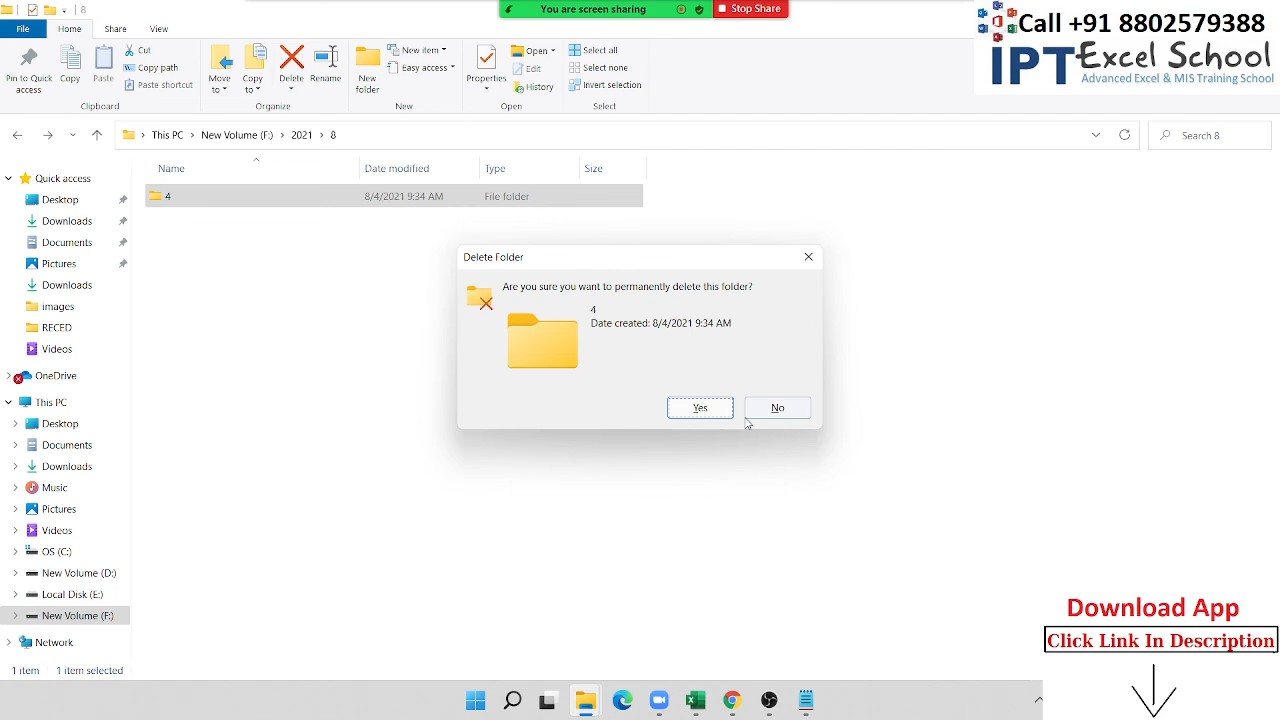 8
You are screen sharing
Stop Share
File
Home
Share
View
Pin to Quick access
Copy
Paste
Cut
Copy path
Paste shortcut
Clipboard
Move to
Copy to
Delete
Rename
Organize
New folder
New item
Easy access
New
Properties
Open
Edit
History
Open
Select all
Select none
Invert selection
Select
Call +91 8802579388
IPT Excel School
Advanced Excel & MIS Training School
This PC
New Volume (F:)
2021
8
Search 8
Name
Date modified
Type
Size
4
8/4/2021 9:34 AM
File folder
Quick access
Desktop
Downloads
Documents
Pictures
Downloads
images
RECED
Videos
OneDrive
This PC
Desktop
Documents
Downloads
Music
Pictures
Videos
OS (C:)
New Volume (D:)
Local Disk (E:)
New Volume (F:)
Network
Delete Folder
Are you sure you want to permanently delete this folder?
4
Date created: 8/4/2021 9:34 AM
Yes
No
Download App
Click Link In Description
1 item
1 item selected